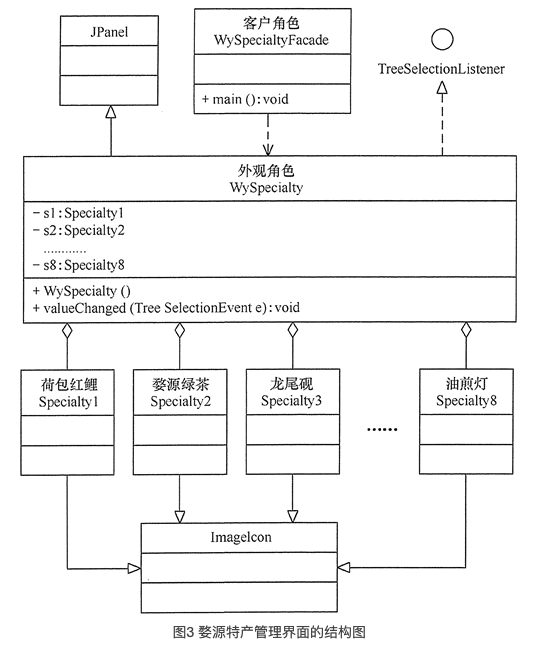 JPanel
客户角色
WySpecialtyFacade
+ main ( ) : void
TreeSelectionListener
外观角色
WySpecialty
– s1 : Specialty1
– s2 : Specialty2
............
– s8 : Specialty8
+ WySpecialty ( )
+ valueChanged (Tree SelectionEvent e) : void
荷包红鲤
Specialty1
婺源绿茶
Specialty2
龙尾砚
Specialty3
......
油煎灯
Specialty8
ImageIcon
图3 婺源特产管理界面的结构图